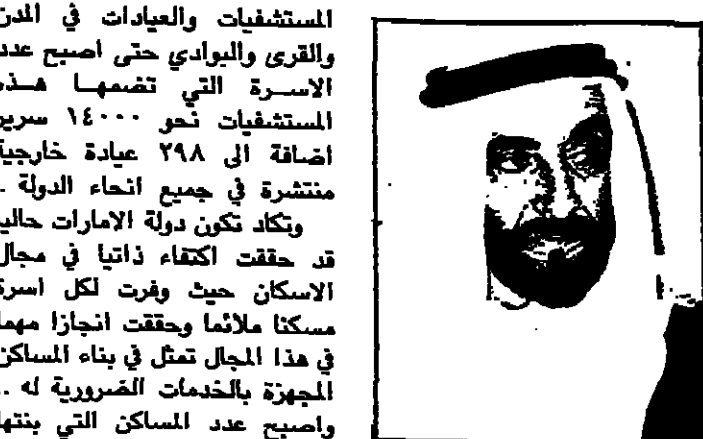 المستشفيات والعيادات في المدن
والقرى والبوادي حتى اصبح عدد
الاســرة التي تضمهــا هــذه
المستشفيات نحو ١٤٠٠٠ سرير
اضافة الى ٢٩٨ عيادة خارجية
منتشرة في جميع انحاء الدولة .
وتكاد تكون دولة الامارات حاليا
قد حققت اكتفاء ذاتيا في مجال
الاسكان حيث وفرت لكل اسرة
مسكنا ملائما وحققت انجازا مهما
في هذا المجال تمثل في بناء المساكن
المجهزة بالخدمات الضرورية له ..
واصبح عدد المساكن التي بنتها